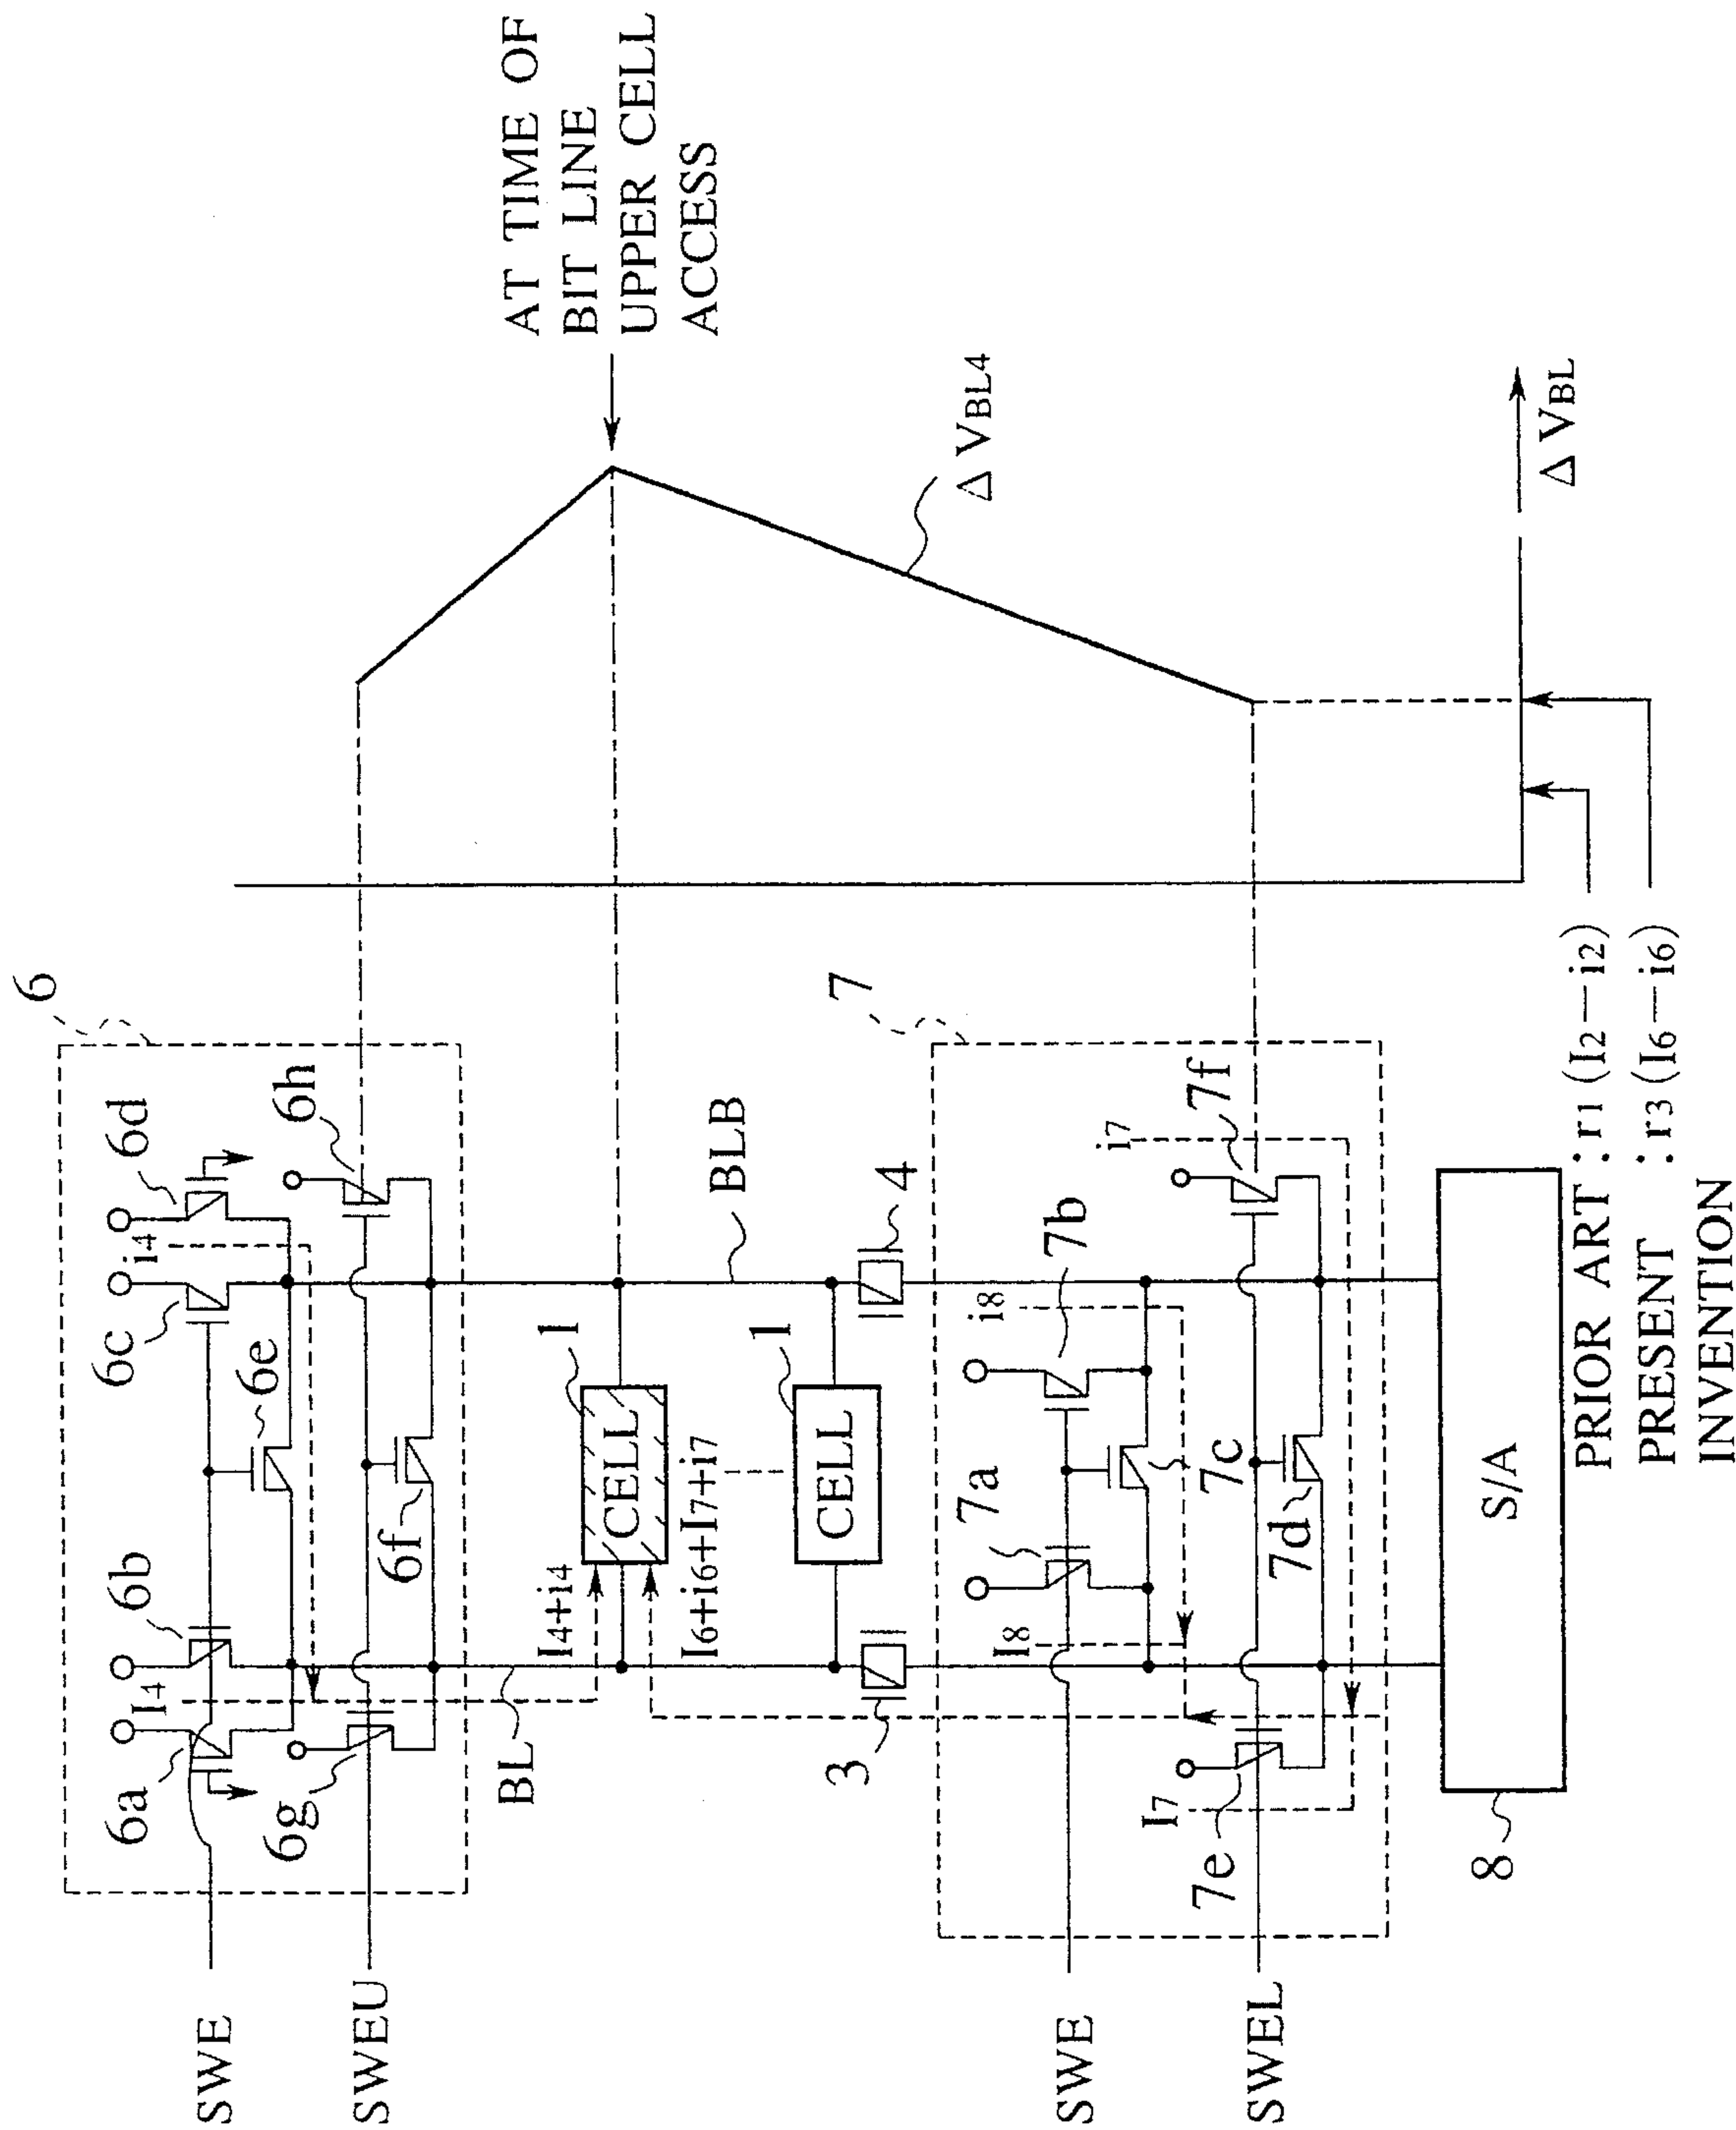 AT TIME OF
BIT LINE
UPPER CELL
ACCESS
6
6a
6b
6c
6d
I4
i4
6e
6f
6g
6h
SWE
SWEU
BL
BLB
I4+i4
CELL
1
I6+i6+I7+i7
CELL
1
3
4
7
7a
7b
I8
i8
7c
7d
I7
i7
7e
7f
SWE
SWEL
S/A
8
Δ VBL4
Δ VBL
PRIOR ART : r1 (I2−i2)
PRESENT : r3 (I6−i6)
INVENTION